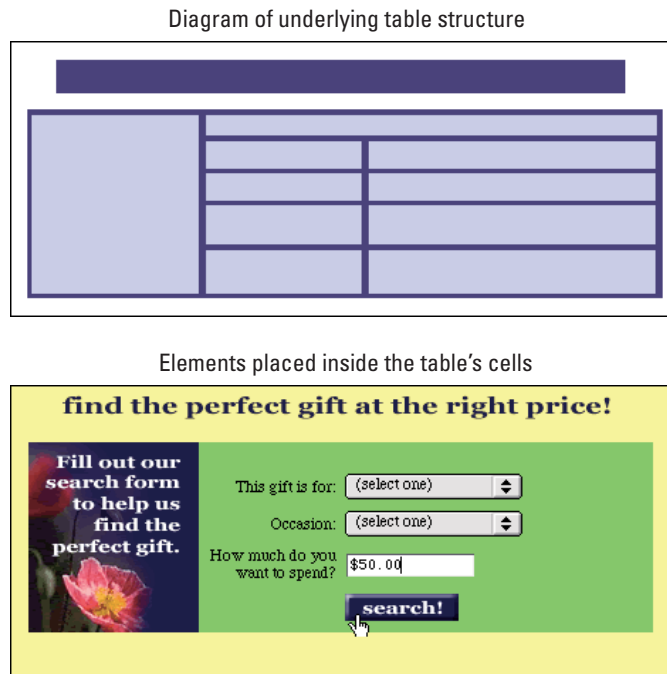 Diagram of underlying table structure
Elements placed inside the table's cells
find the perfect gift at the right price!
Fill out our
search form
to help us
find the
perfect gift.
This gift is for: (select one)
Occasion: (select one)
How much do you
want to spend? $50.00
search!